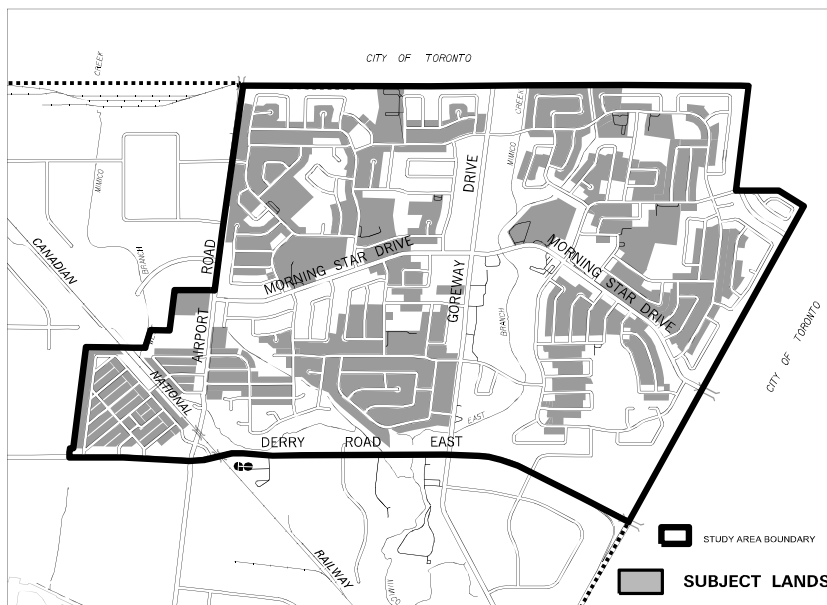 CITY OF TORONTO
CREEK
CREEK
DRIVE
MIMICO
MIMICO
CANADIAN
BRANCH
ROAD
MORNING STAR DRIVE
MORNING STAR DRIVE
GOREWAY
BRANCH
AIRPORT
CITY OF TORONTO
NATIONAL
EAST
DERRY ROAD EAST
RAILWAY
STUDY AREA BOUNDARY
SUBJECT LANDS